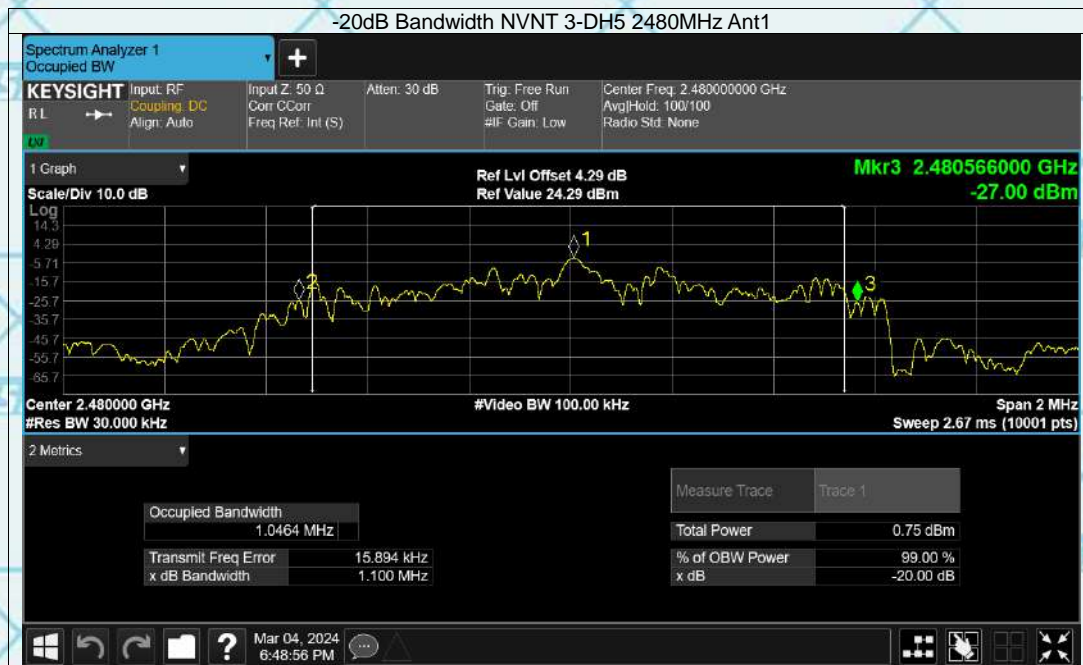 -20dB Bandwidth NVNT 3-DH5 2480MHz Ant1
Spectrum Analyzer 1
Occupied BW
+
KEYSIGHT
R L
LXI
Input: RF
Coupling: DC
Align: Auto
Input Z: 50 Ω
Corr CCorr
Freq Ref: Int (S)
Atten: 30 dB
Trig: Free Run
Gate: Off
#IF Gain: Low
Center Freq: 2.480000000 GHz
Avg|Hold: 100/100
Radio Std: None
1 Graph
Scale/Div 10.0 dB
Ref Lvl Offset 4.29 dB
Ref Value 24.29 dBm
Mkr3 2.480566000 GHz
-27.00 dBm
Log
14.3
4.29
-5.71
-15.7
-25.7
-35.7
-45.7
-55.7
-65.7
1
2
3
Center 2.480000 GHz
#Res BW 30.000 kHz
#Video BW 100.00 kHz
Span 2 MHz
Sweep 2.67 ms (10001 pts)
2 Metrics
Measure Trace Trace 1
Occupied Bandwidth
1.0464 MHz
Total Power 0.75 dBm
Transmit Freq Error 15.894 kHz
% of OBW Power 99.00 %
x dB Bandwidth 1.100 MHz
x dB -20.00 dB
?
Mar 04, 2024
6:48:56 PM